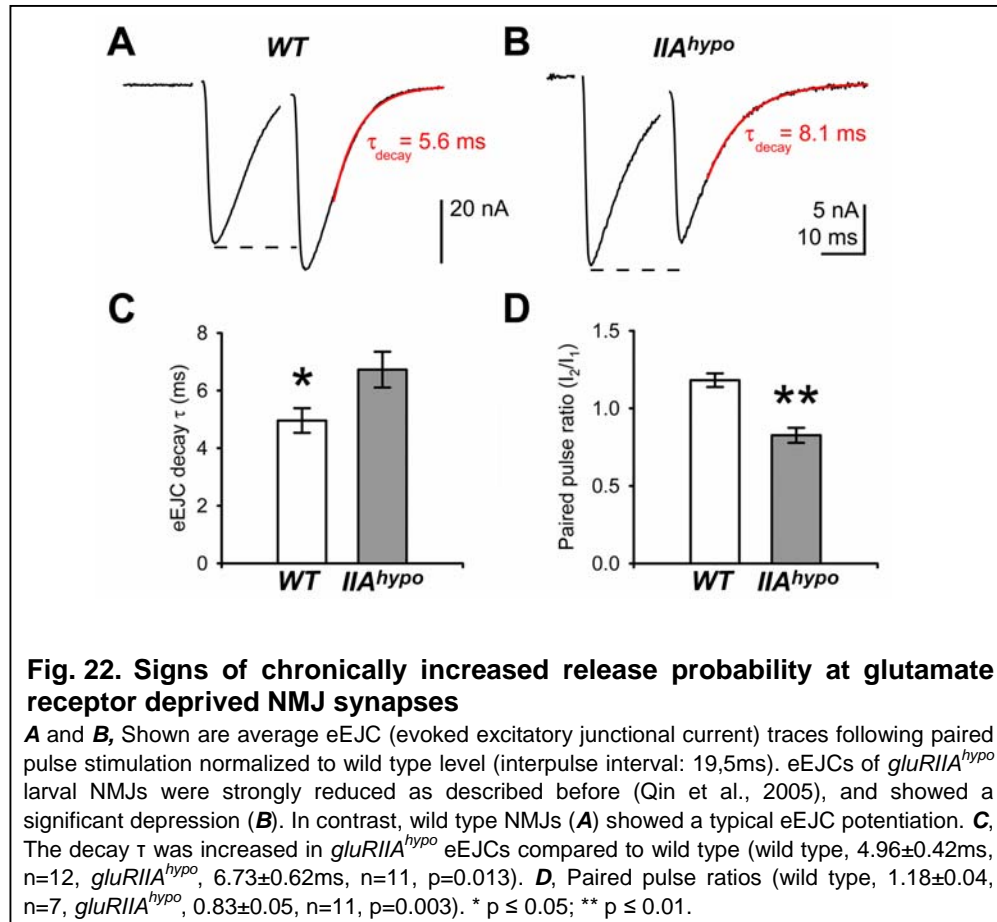 A
WT
B
IIAhypo
τdecay = 5.6 ms
τdecay = 8.1 ms
20 nA
5 nA
10 ms
C
D
eEJC decay τ (ms)
8
6
4
2
0
*
WT IIAhypo
Paired pulse ratio (I2/I1)
1.5
1.0
0.5
0.0
**
WT IIAhypo
Fig. 22. Signs of chronically increased release probability at glutamate
receptor deprived NMJ synapses
A and B, Shown are average eEJC (evoked excitatory junctional current) traces following paired
pulse stimulation normalized to wild type level (interpulse interval: 19,5ms). eEJCs of gluRIIAhypo
larval NMJs were strongly reduced as described before (Qin et al., 2005), and showed a
significant depression (B). In contrast, wild type NMJs (A) showed a typical eEJC potentiation. C,
The decay τ was increased in gluRIIAhypo eEJCs compared to wild type (wild type, 4.96±0.42ms,
n=12, gluRIIAhypo, 6.73±0.62ms, n=11, p=0.013). D, Paired pulse ratios (wild type, 1.18±0.04,
n=7, gluRIIAhypo, 0.83±0.05, n=11, p=0.003). * p ≤ 0.05; ** p ≤ 0.01.